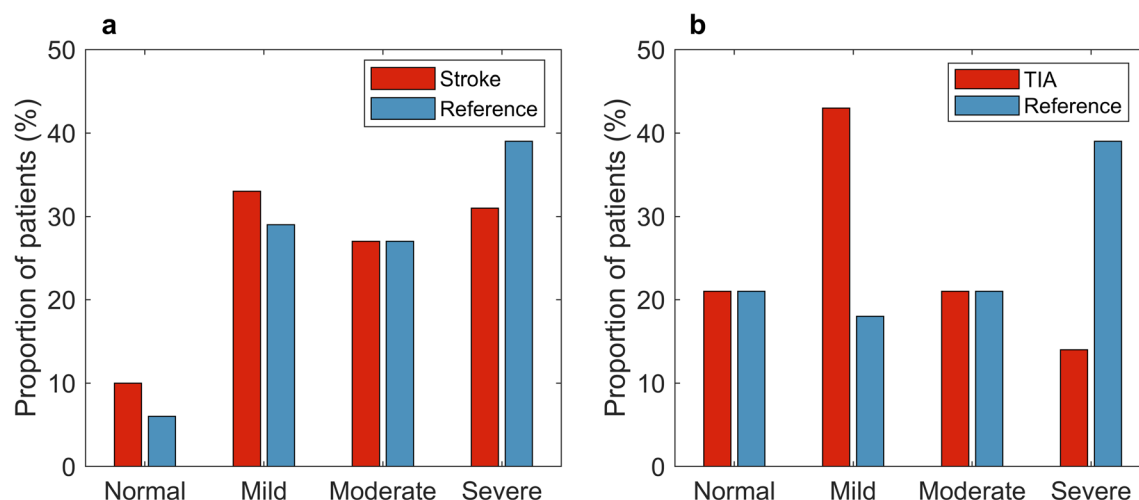 a
50
40
30
20
10
0
Proportion of patients (%)
Stroke
Reference
Normal Mild Moderate Severe
b
50
40
30
20
10
0
Proportion of patients (%)
TIA
Reference
Normal Mild Moderate Severe